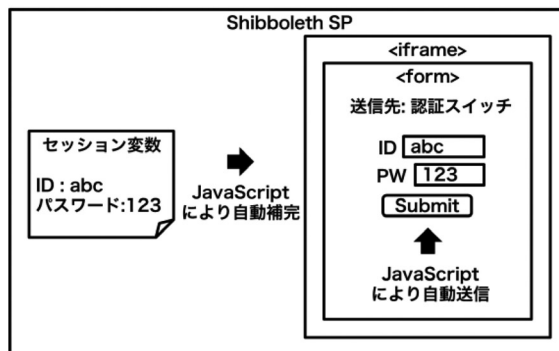 Shibboleth SP
セッション変数
ID : abc
パスワード:123
JavaScript
により自動補完
<iframe>
<form>
送信先: 認証スイッチ
ID abc
PW 123
Submit
JavaScript
により自動送信